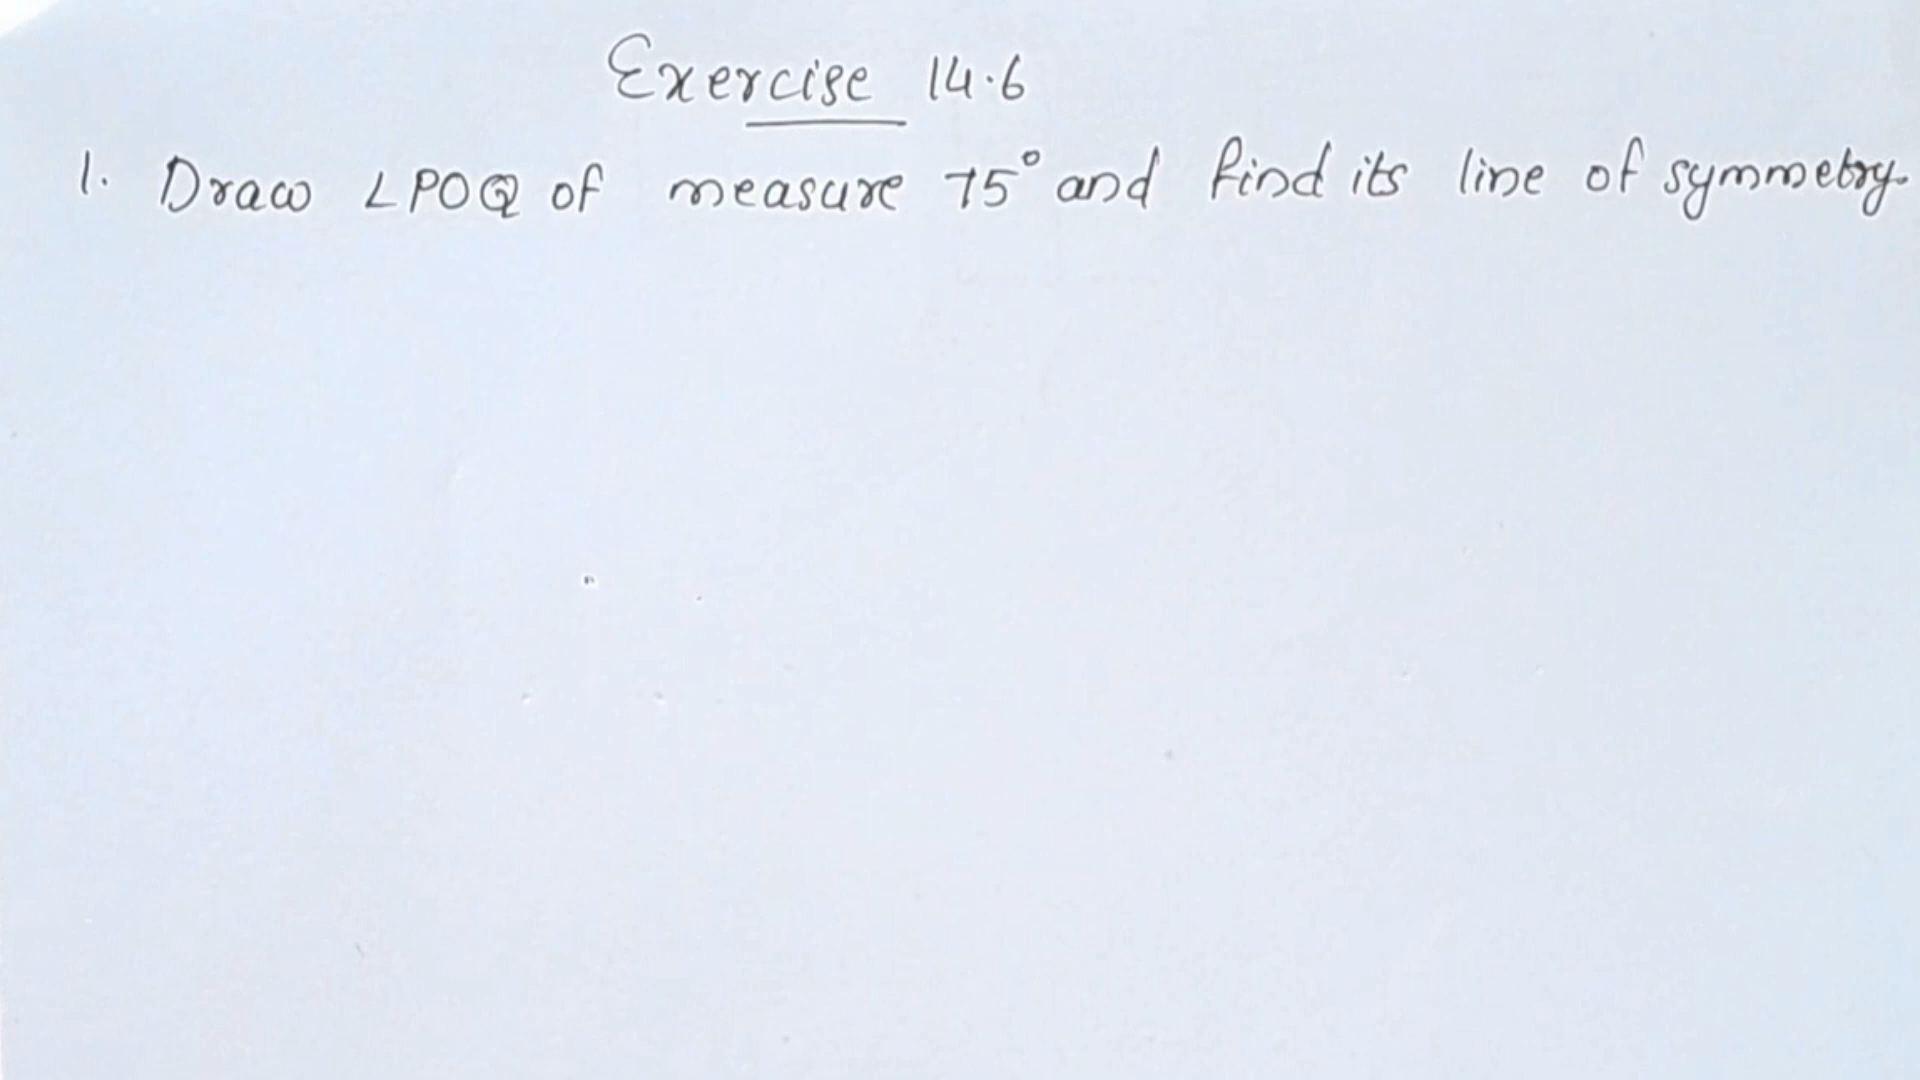 Exercise 14.6
1. Draw ∠POQ of measure 75° and find its line of symmetry.